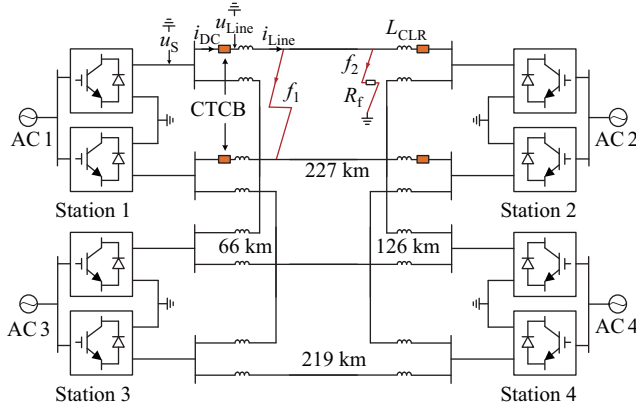 u_S
i_DC
u_Line
i_Line
L_CLR
f_1
f_2
R_f
CTCB
AC 1
AC 2
227 km
Station 1
Station 2
66 km
126 km
AC 3
AC 4
219 km
Station 3
Station 4